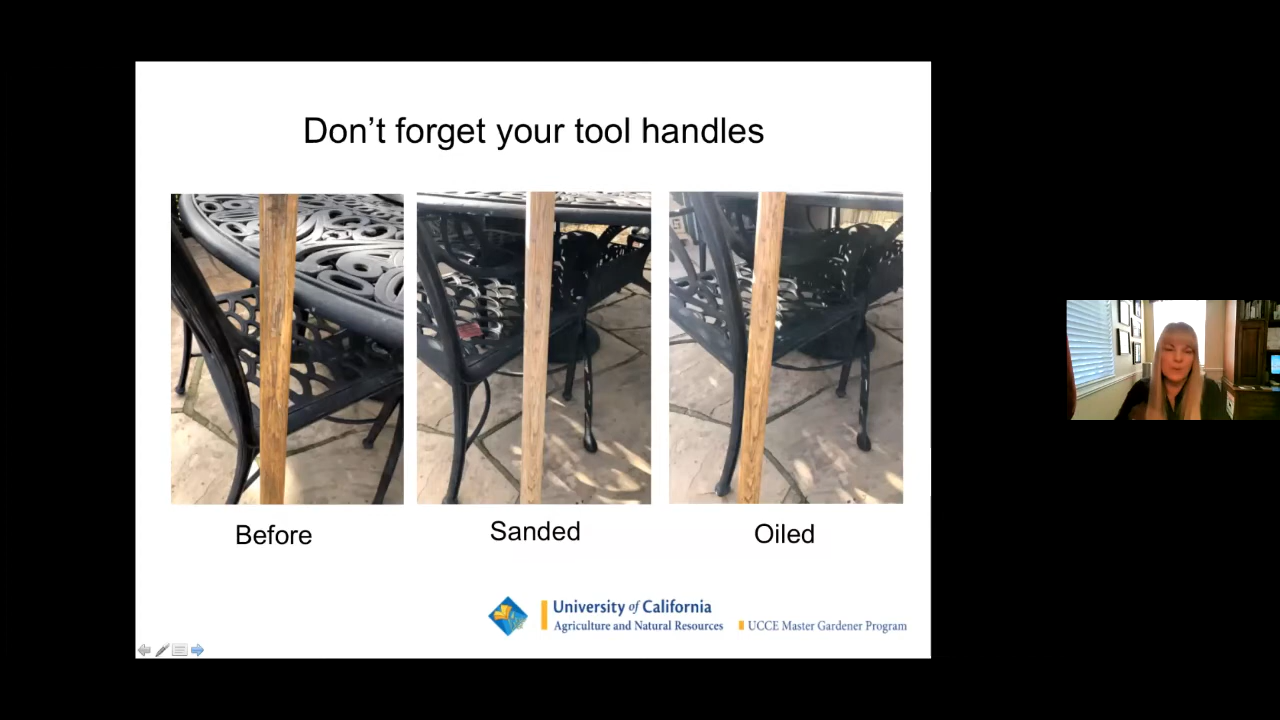 Don’t forget your tool handles
Before
Sanded
Oiled
University of California
Agriculture and Natural Resources
UCCE Master Gardener Program